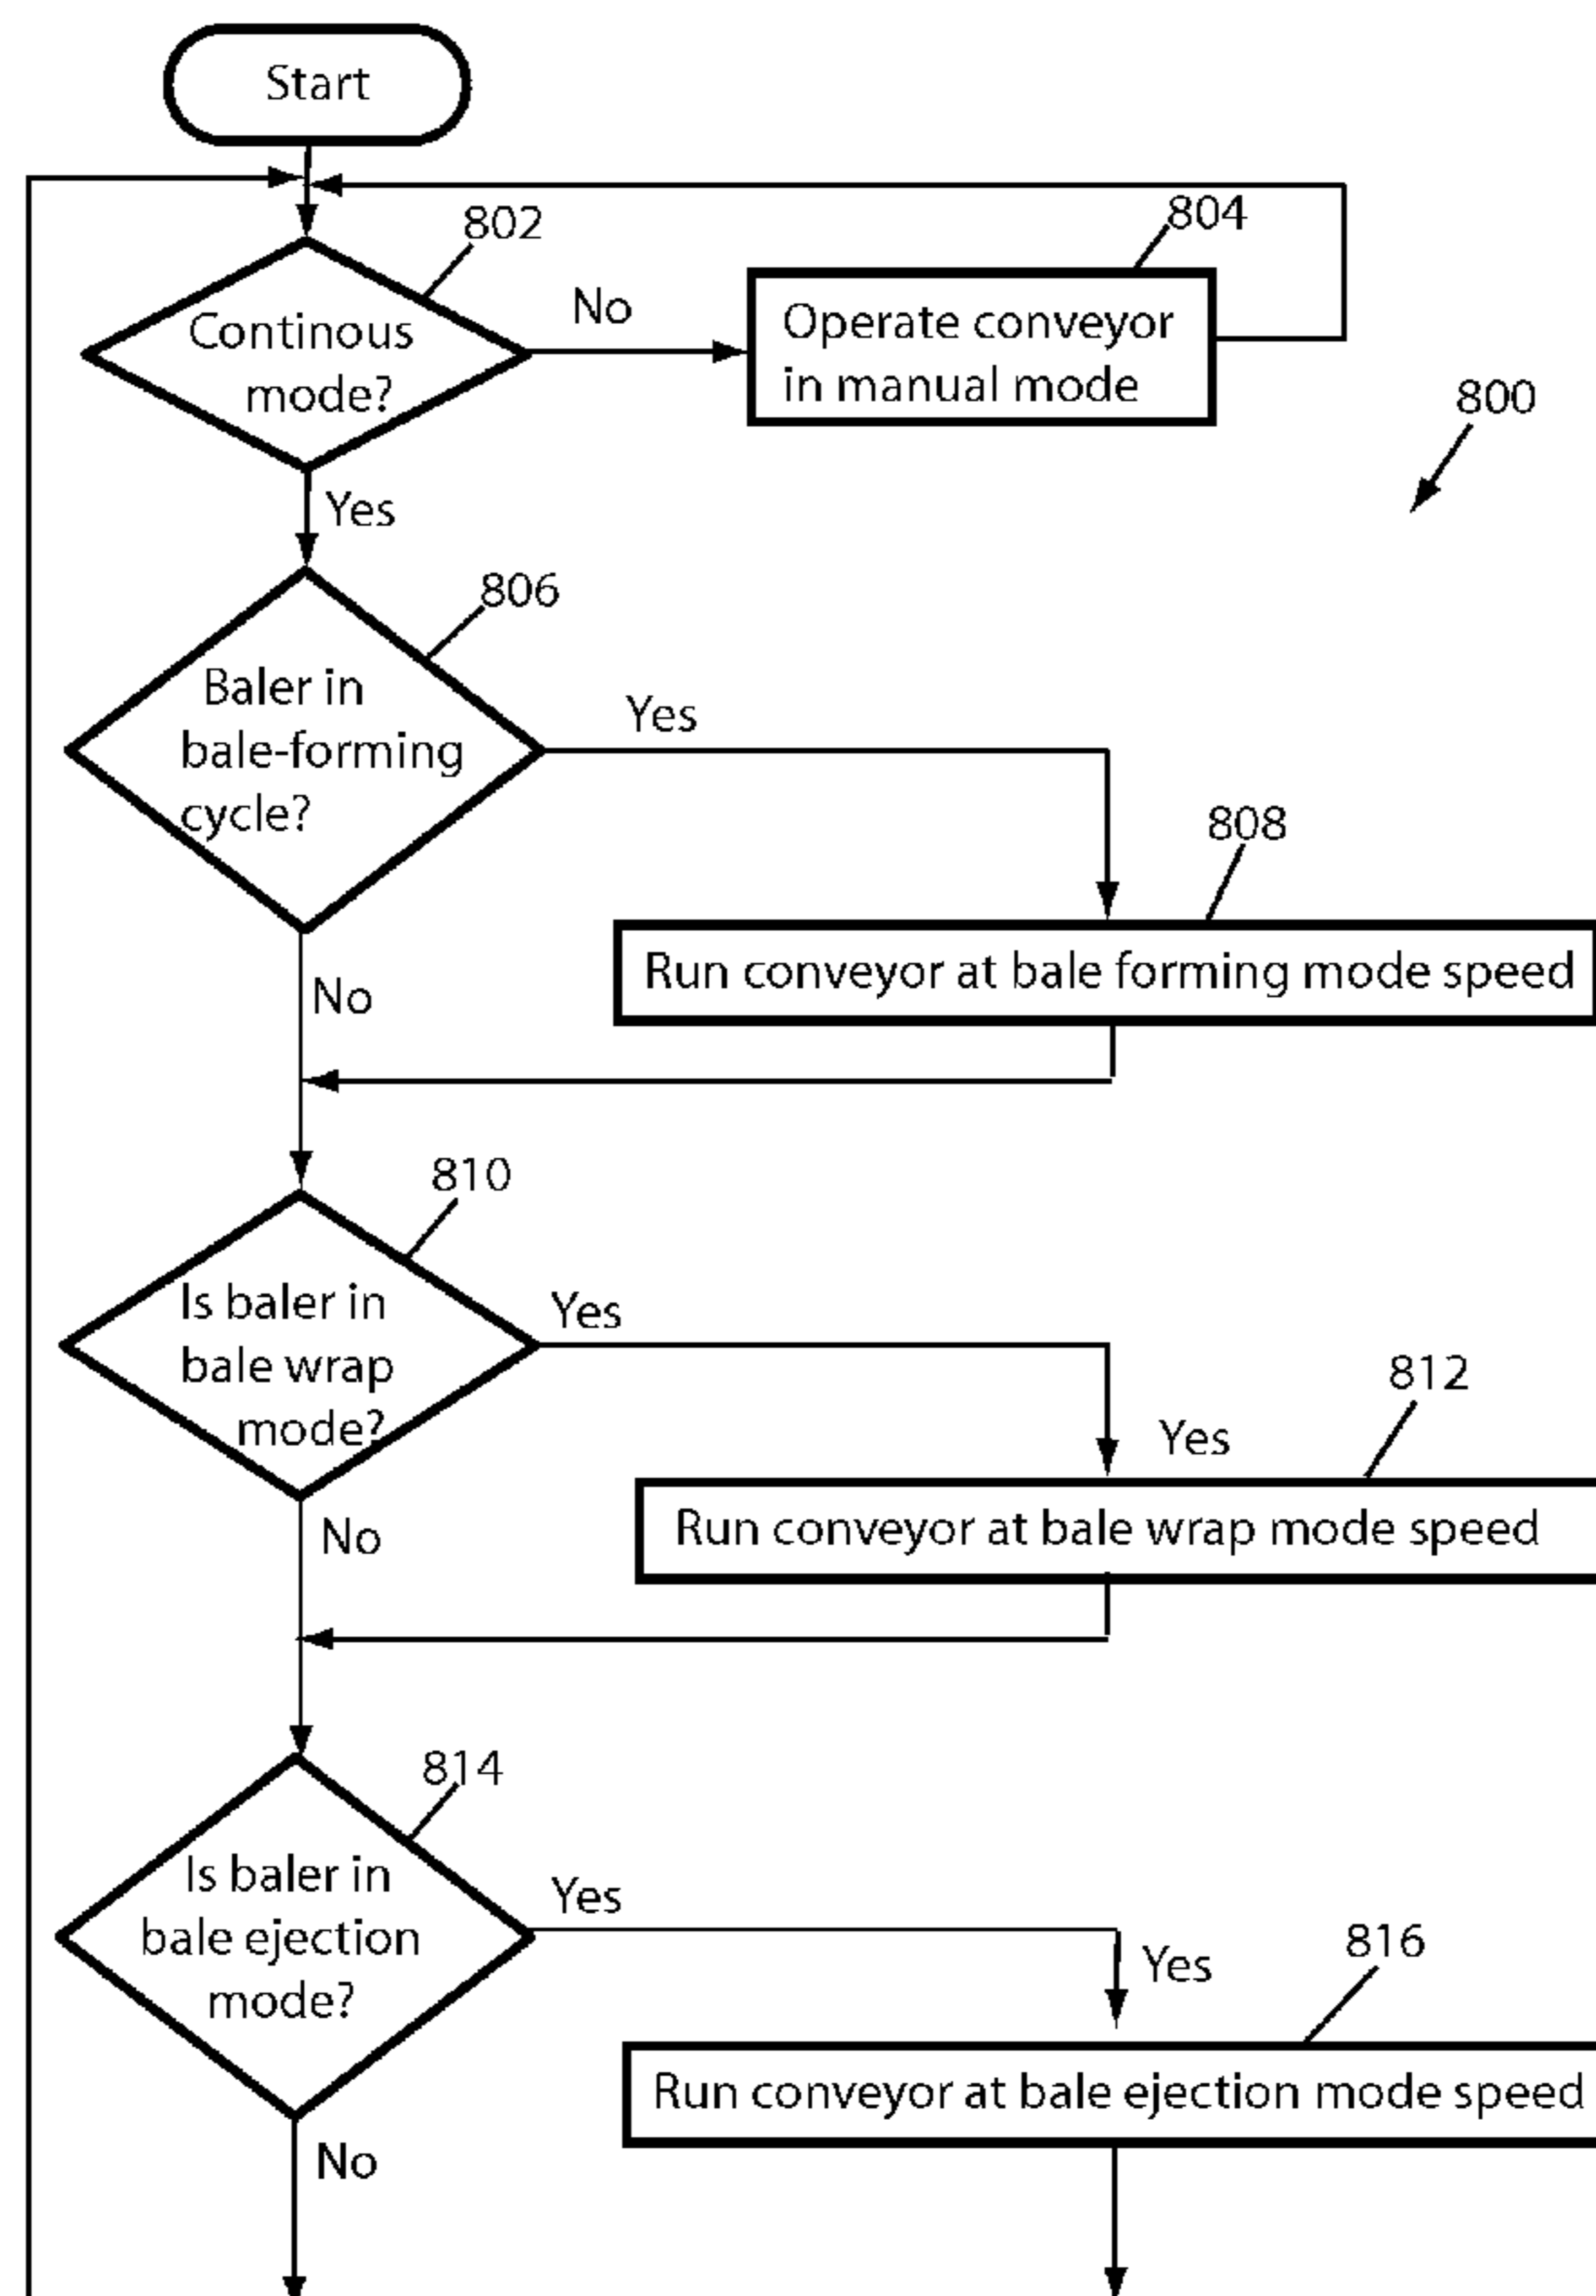 Start
802
804
Continous
mode?
No
Operate conveyor
in manual mode
800
Yes
806
Baler in
bale-forming
cycle?
Yes
808
Run conveyor at bale forming mode speed
No
810
Is baler in
bale wrap
mode?
Yes
812
Yes
Run conveyor at bale wrap mode speed
No
814
Is baler in
bale ejection
mode?
Yes
816
Yes
Run conveyor at bale ejection mode speed
No